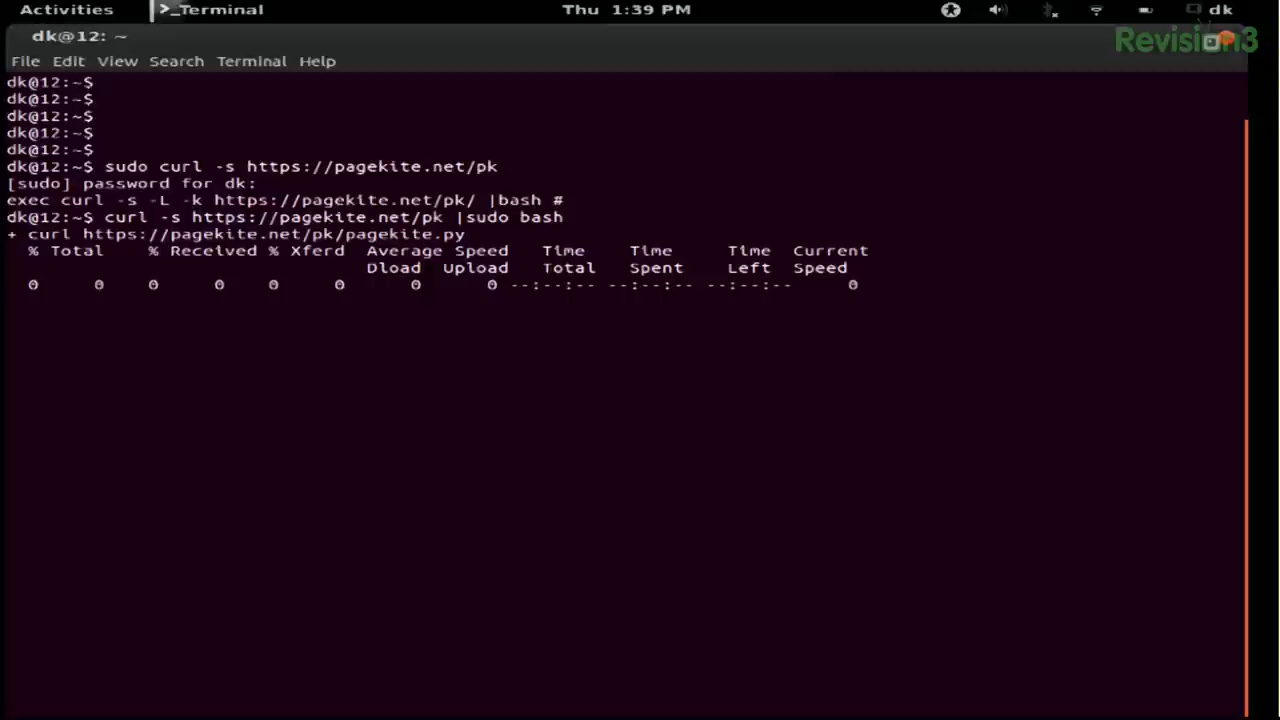 Activities >_Terminal Thu 1:39 PM dk
dk@12: ~
Revision3
File Edit View Search Terminal Help
dk@12:~$
dk@12:~$
dk@12:~$
dk@12:~$
dk@12:~$
dk@12:~$ sudo curl -s https://pagekite.net/pk
[sudo] password for dk:
exec curl -s -L -k https://pagekite.net/pk/ |bash #
dk@12:~$ curl -s https://pagekite.net/pk |sudo bash
+ curl https://pagekite.net/pk/pagekite.py
% Total % Received % Xferd Average Speed Time Time Time Current
Dload Upload Total Spent Left Speed
0 0 0 0 0 0 0 0 --:--:-- --:--:-- --:--:-- 0